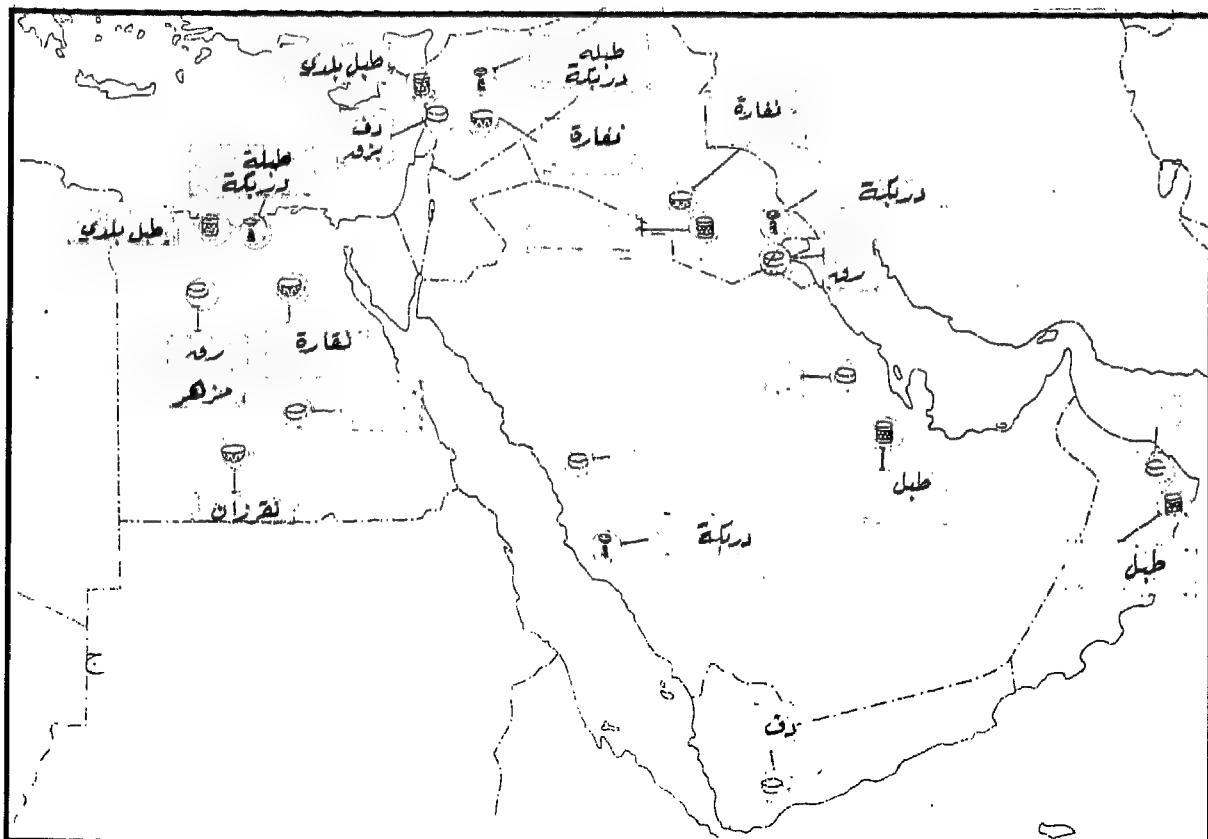 طبل بلدي
طبله
دربكة
نقارة
دف
بزق
نقارة
طبلة
دربكة
دربكة
طبل بلدي
رق
رق
نقارة
مزهر
طبل
نقرزان
دربكة
طبل
ج
دف